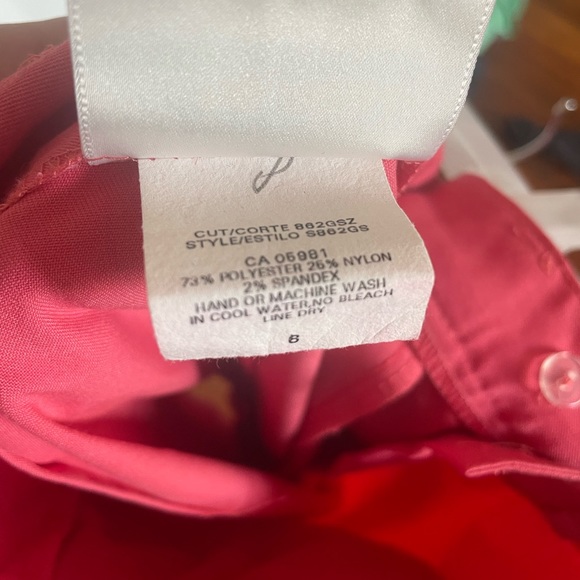 CUT/CORTE 862GSZ
STYLE/ESTILO S862GS
CA 05981
73% POLYESTER 25% NYLON
2% SPANDEX
HAND OR MACHINE WASH
IN COOL WATER,NO BLEACH
LINE DRY